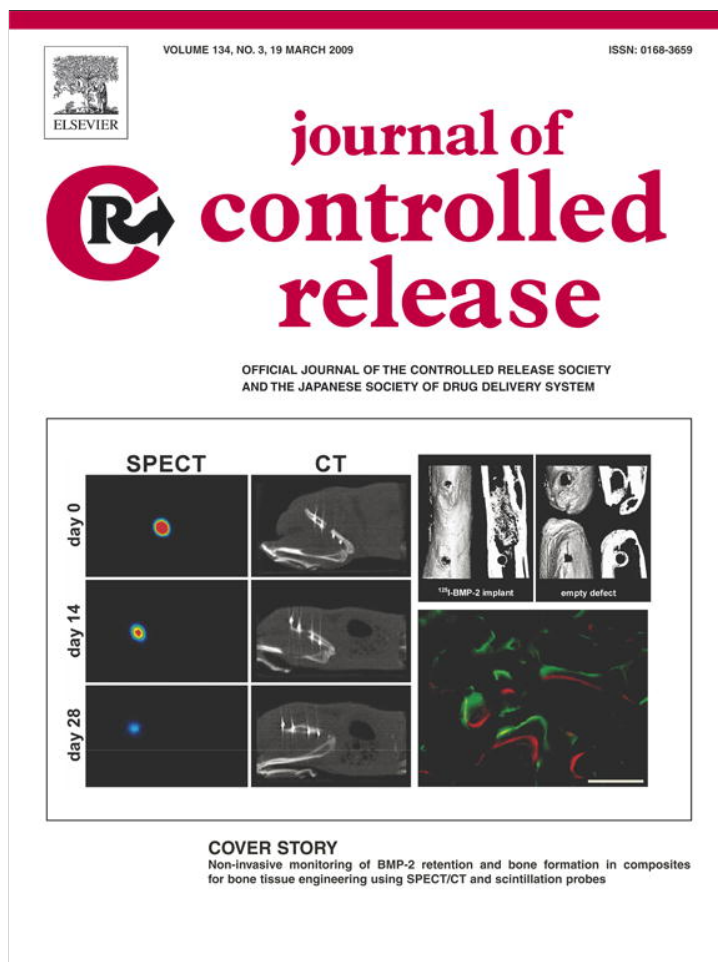 VOLUME 134, NO. 3, 19 MARCH 2009
ISSN: 0168-3659
ELSEVIER
journal of
CR
controlled
release
OFFICIAL JOURNAL OF THE CONTROLLED RELEASE SOCIETY
AND THE JAPANESE SOCIETY OF DRUG DELIVERY SYSTEM
SPECT
CT
day 0
day 14
day 28
¹²⁵I-BMP-2 implant
empty defect
COVER STORY
Non-invasive monitoring of BMP-2 retention and bone formation in composites
for bone tissue engineering using SPECT/CT and scintillation probes